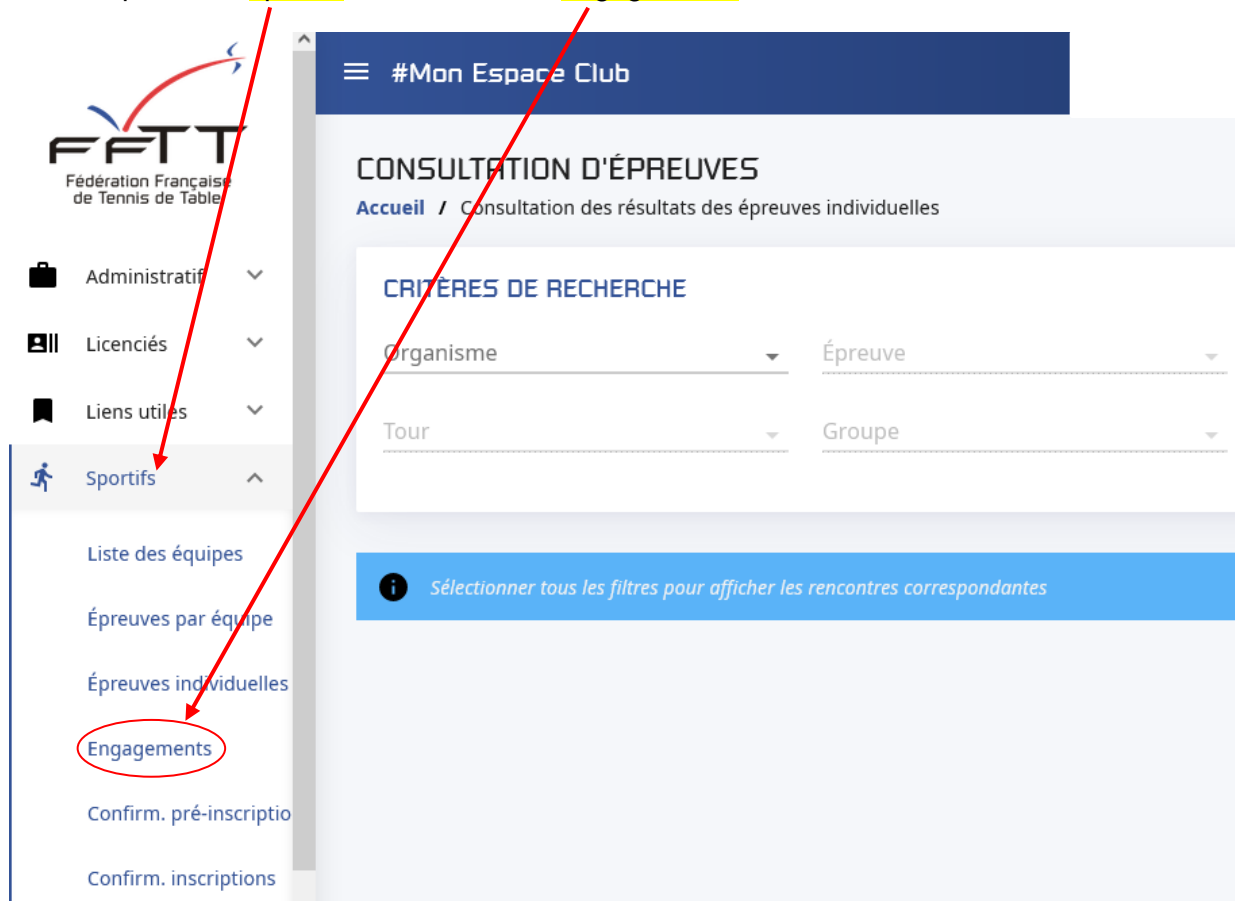 #Mon Espace Club
FFTT
Fédération Française
de Tennis de Table
CONSULTATION D'ÉPREUVES
Accueil / Consultation des résultats des épreuves individuelles
Administratif
Licenciés
Liens utiles
Sportifs
Liste des équipes
Épreuves par équipe
Épreuves individuelles
Engagements
Confirm. pré-inscriptio
Confirm. inscriptions
CRITÈRES DE RECHERCHE
Organisme
Épreuve
Tour
Groupe
Sélectionner tous les filtres pour afficher les rencontres correspondantes